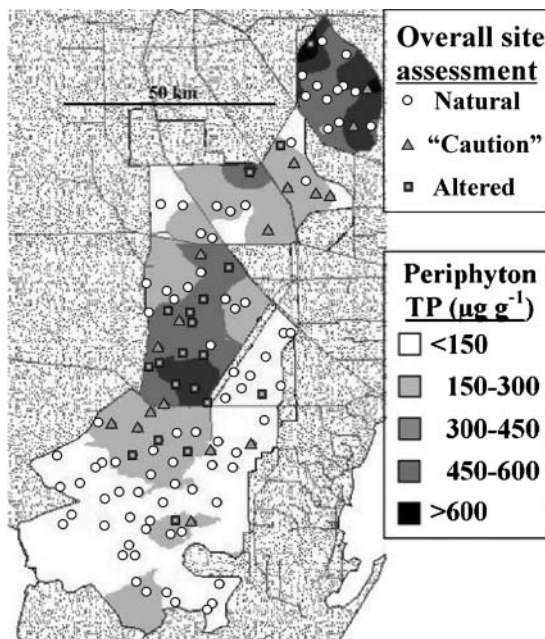 50 km
Overall site
assessment
Natural
“Caution”
Altered
Periphyton
TP (µg g⁻¹)
<150
150-300
300-450
450-600
>600